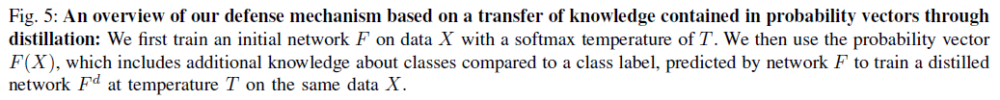 Fig. 5: An overview of our defense mechanism based on a transfer of knowledge contained in probability vectors through
distillation: We first train an initial network F on data X with a softmax temperature of T. We then use the probability vector
F(X), which includes additional knowledge about classes compared to a class label, predicted by network F to train a distilled
network F^d at temperature T on the same data X.